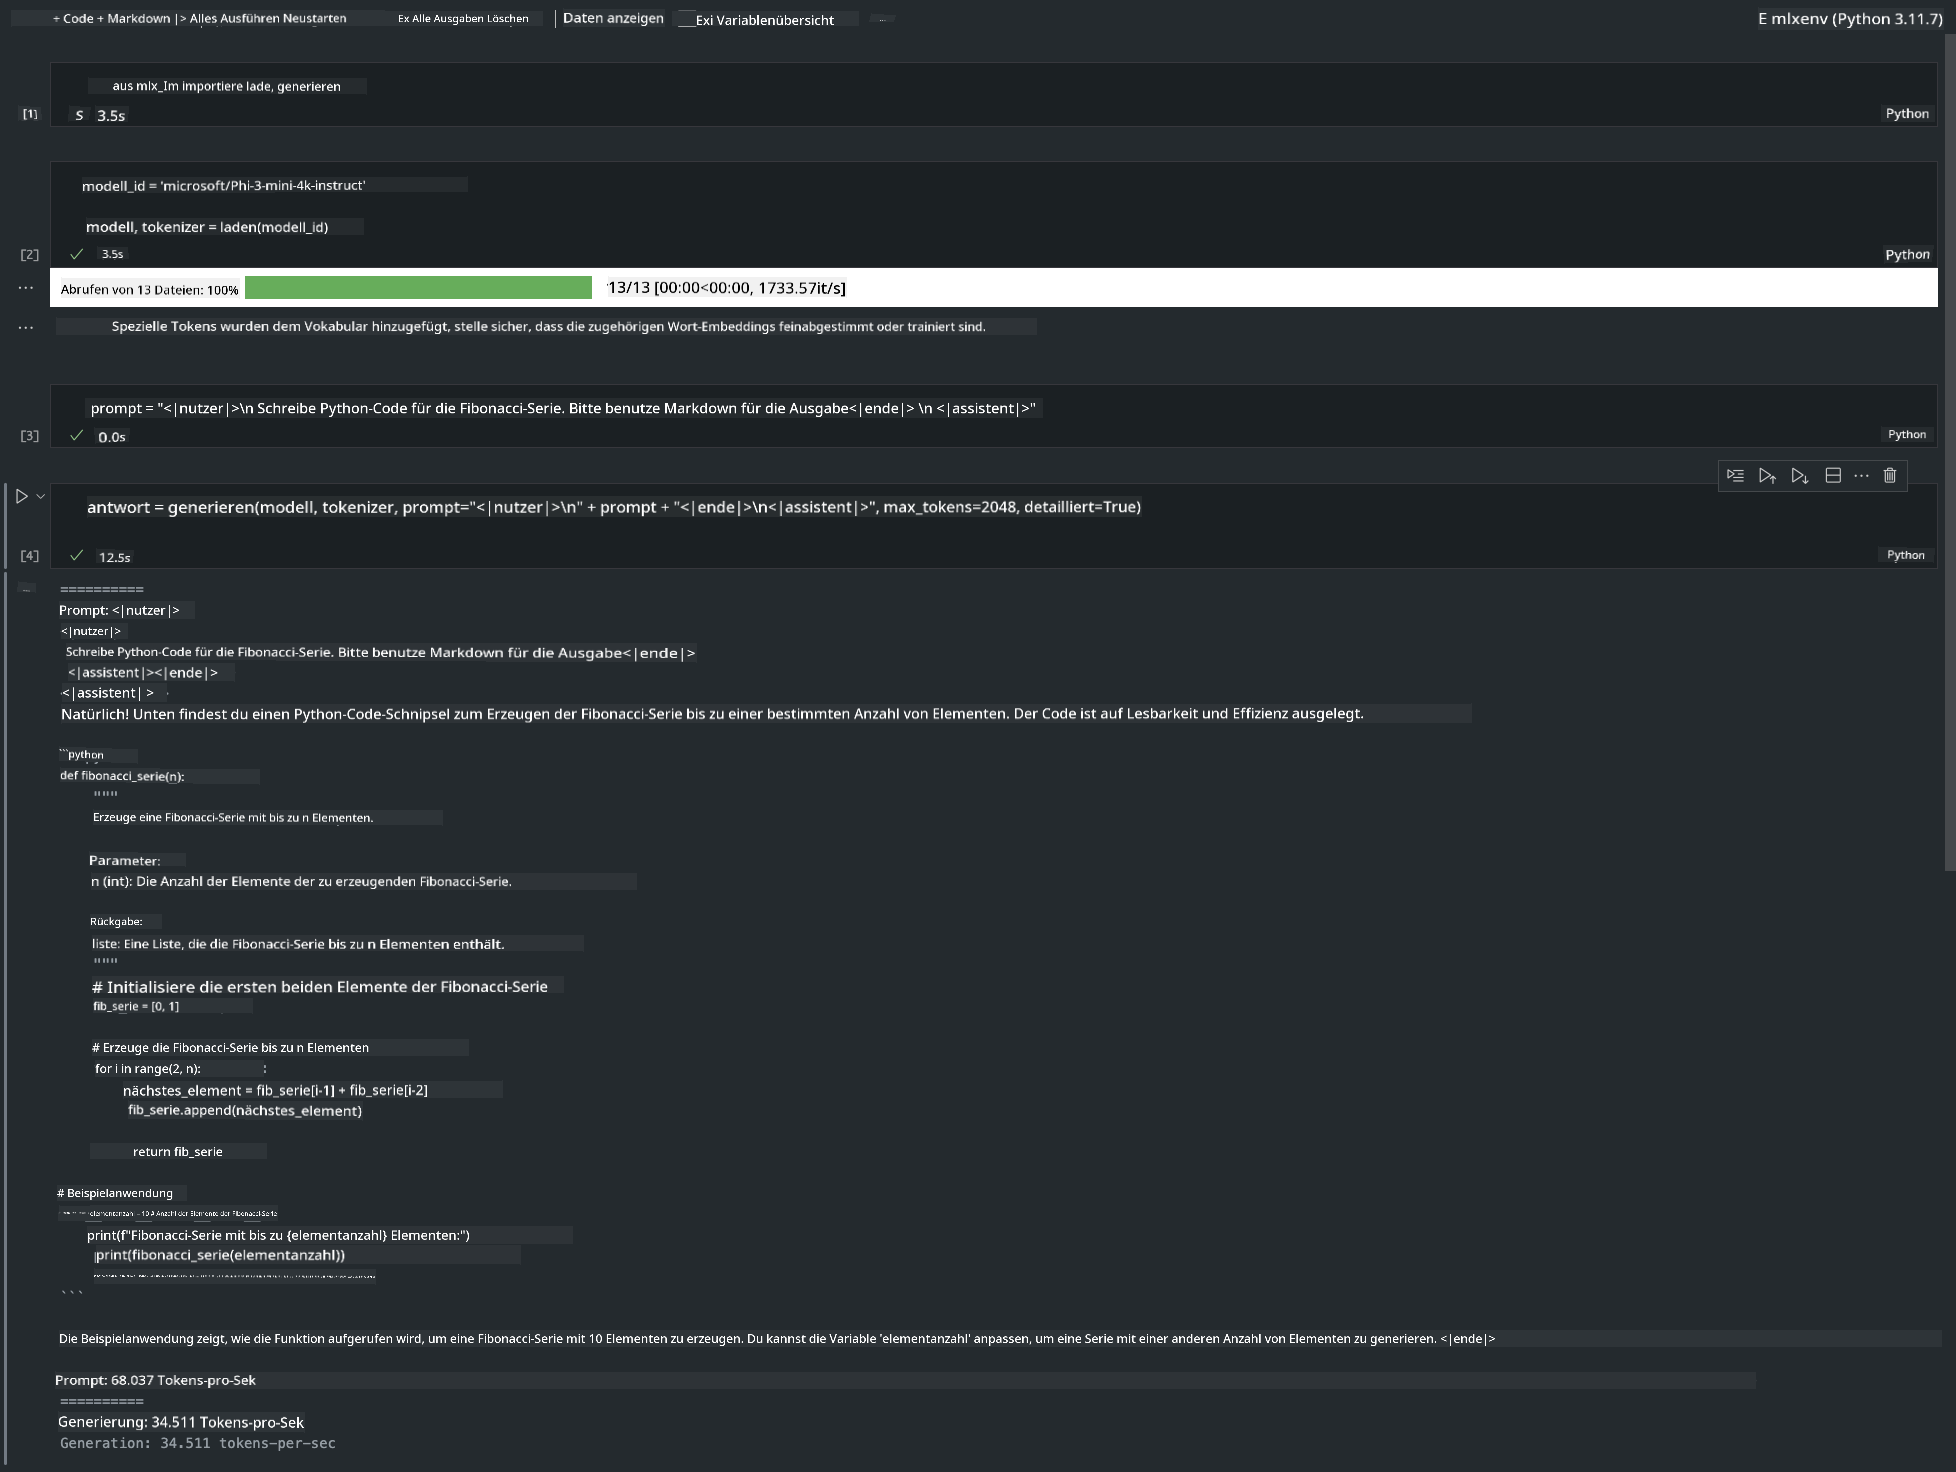 + Code + Markdown |> Alles Ausführen Neustarten Ex Alle Ausgaben Löschen | Daten anzeigen Exi Variablenübersicht ... E mlxenv (Python 3.11.7)
aus mlx_Im importiere lade, generieren
[1] S 3.5s Python
modell_id = 'microsoft/Phi-3-mini-4k-instruct'
modell, tokenizer = laden(modell_id)
[2] ✓ 3.5s Python
... Abrufen von 13 Dateien: 100% 13/13 [00:00<00:00, 1733.57it/s]
... Spezielle Tokens wurden dem Vokabular hinzugefügt, stelle sicher, dass die zugehörigen Wort-Embeddings feinabgestimmt oder trainiert sind.
prompt = "<|nutzer|>\n Schreibe Python-Code für die Fibonacci-Serie. Bitte benutze Markdown für die Ausgabe<|ende|> \n <|assistent|>"
[3] ✓ 0.0s Python
antwort = generieren(modell, tokenizer, prompt="<|nutzer|>\n" + prompt + "<|ende|>\n<|assistent|>", max_tokens=2048, detailliert=True)
[4] ✓ 12.5s Python
... ==========
Prompt: <|nutzer|>
<|nutzer|>
Schreibe Python-Code für die Fibonacci-Serie. Bitte benutze Markdown für die Ausgabe<|ende|>
<|assistent|><|ende|>
<|assistent| >
Natürlich! Unten findest du einen Python-Code-Schnipsel zum Erzeugen der Fibonacci-Serie bis zu einer bestimmten Anzahl von Elementen. Der Code ist auf Lesbarkeit und Effizienz ausgelegt.
```python
def fibonacci_serie(n):
"""
Erzeuge eine Fibonacci-Serie mit bis zu n Elementen.
Parameter:
n (int): Die Anzahl der Elemente der zu erzeugenden Fibonacci-Serie.
Rückgabe:
liste: Eine Liste, die die Fibonacci-Serie bis zu n Elementen enthält.
"""
# Initialisiere die ersten beiden Elemente der Fibonacci-Serie
fib_serie = [0, 1]
# Erzeuge die Fibonacci-Serie bis zu n Elementen
for i in range(2, n): :
nächstes_element = fib_serie[i-1] + fib_serie[i-2]
fib_serie.append(nächstes_element)
return fib_serie
# Beispielanwendung
elementanzahl = 10 # Anzahl der Elemente der Fibonacci-Serie
print(f"Fibonacci-Serie mit bis zu {elementanzahl} Elementen:")
print(fibonacci_serie(elementanzahl))
```
Die Beispielanwendung zeigt, wie die Funktion aufgerufen wird, um eine Fibonacci-Serie mit 10 Elementen zu erzeugen. Du kannst die Variable 'elementanzahl' anpassen, um eine Serie mit einer anderen Anzahl von Elementen zu generieren. <|ende|>
Prompt: 68.037 Tokens-pro-Sek
==========
Generierung: 34.511 Tokens-pro-Sek
Generation: 34.511 tokens-per-sec